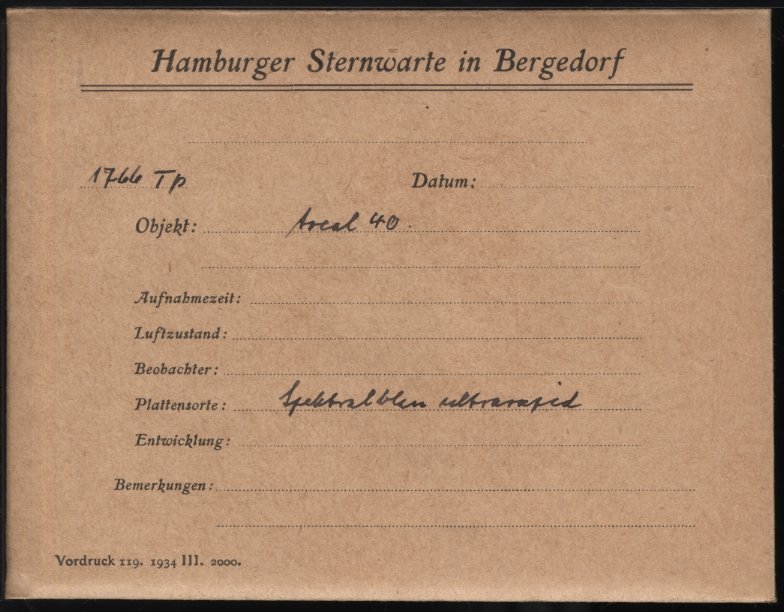 Hamburger Sternwarte in Bergedorf
1766 Tp. Datum:
Objekt: Areal 40
Aufnahmezeit:
Luftzustand:
Beobachter:
Plattensorte: Spektralblau ultrarapid
Entwicklung:
Bemerkungen:
Vordruck 119. 1934 III. 2000.